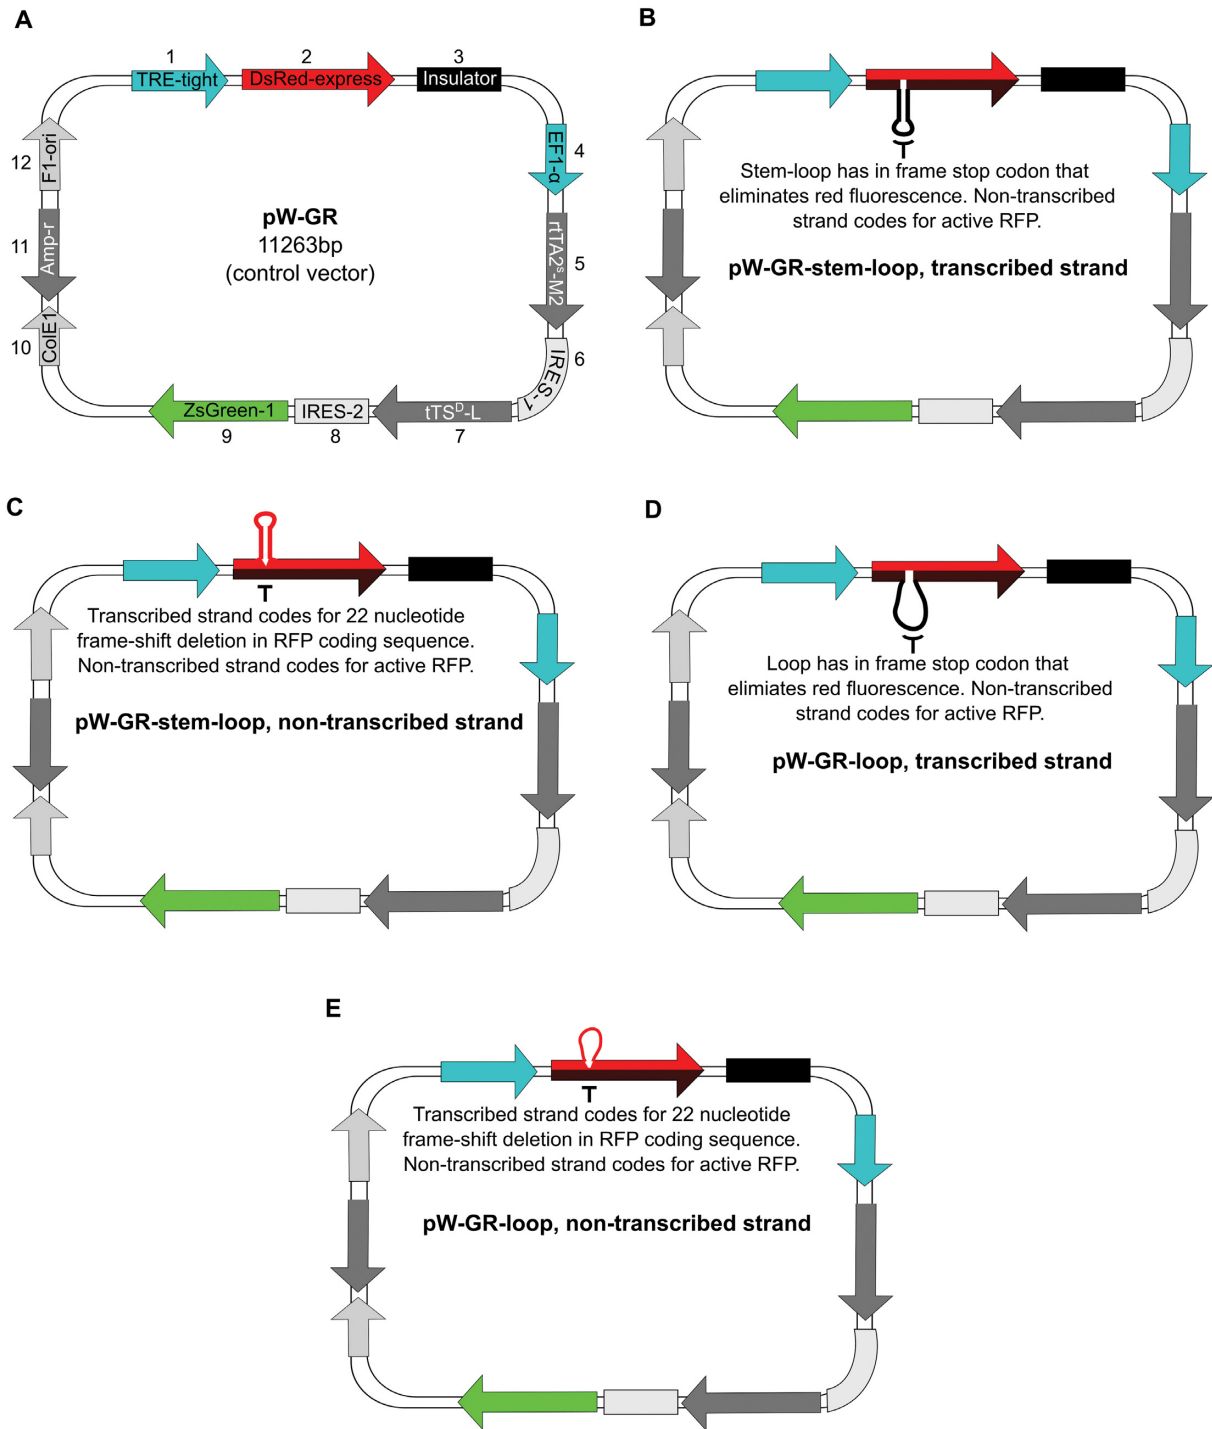 A
1
2
3
TRE-tight
DsRed-express
Insulator
EF1-α
4
rtTA2ˢ-M2
5
IRES-1
6
tTSᴰ-L
7
IRES-2
8
ZsGreen-1
9
ColE1
10
Amp-r
11
F1-ori
12
pW-GR
11263bp
(control vector)
B
Stem-loop has in frame stop codon that
eliminates red fluorescence. Non-transcribed
strand codes for active RFP.
pW-GR-stem-loop, transcribed strand
C
Transcribed strand codes for 22 nucleotide
frame-shift deletion in RFP coding sequence.
Non-transcribed strand codes for active RFP.
pW-GR-stem-loop, non-transcribed strand
D
Loop has in frame stop codon that
elimiates red fluorescence. Non-transcribed
strand codes for active RFP.
pW-GR-loop, transcribed strand
E
Transcribed strand codes for 22 nucleotide
frame-shift deletion in RFP coding sequence.
Non-transcribed strand codes for active RFP.
pW-GR-loop, non-transcribed strand